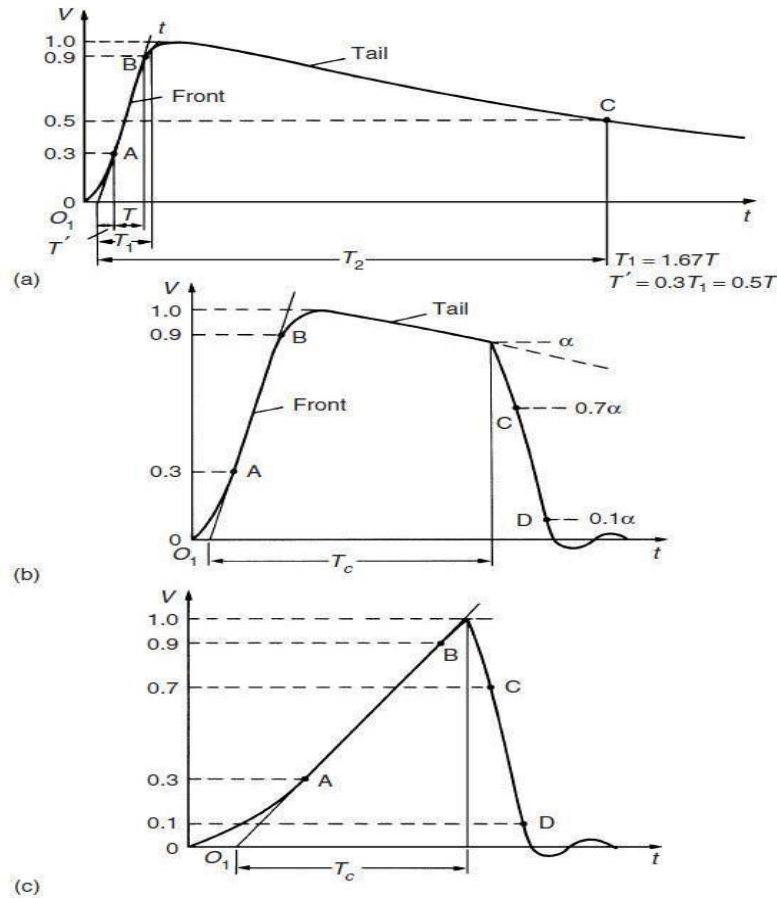 V
t
1.0
0.9
B
Tail
Front
C
0.5
0.3
A
0
O₁
T
t
T′
T₁
T₂
T₁ = 1.67T
T′ = 0.3T₁ = 0.5T
(a)
V
1.0
Tail
0.9
B
α
Front
C
0.7α
0.3
A
D
0.1α
0
O₁
T_c
t
(b)
V
1.0
0.9
B
0.7
C
0.3
A
0.1
D
0
O₁
T_c
t
(c)